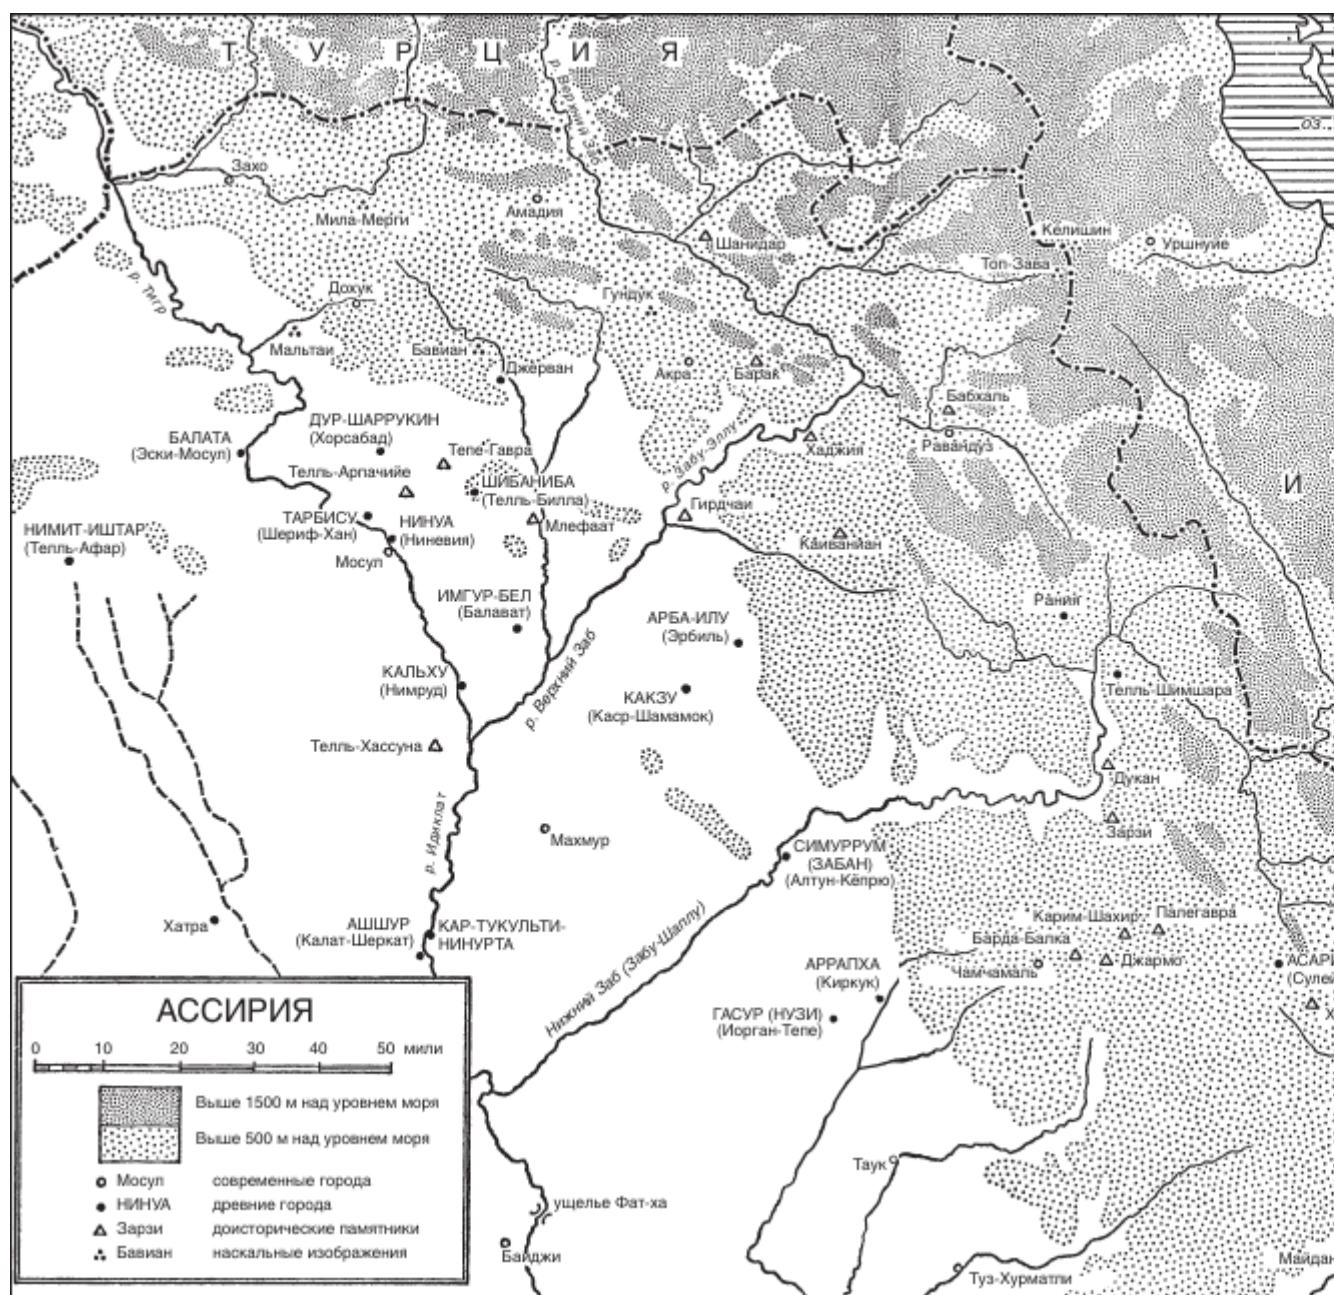 Т У Р Ц И Я
р. Верхний Заб
оз.
Захо
Мила-Мерги
Амадия
Шанидар
Келишин
Уршнуие
Топ-Зава
р. Тигр
Дохук
Гундук
Мальтаи
Бавиан
Джерван
Акра
Барак
Бабхаль
Равандуз
ДУР-ШАРРУКИН
(Хорсабад)
БАЛАТА
(Эски-Мосул)
Тепе-Гавра
р. Забу-Эллу
Хаджия
Телль-Арпачийе
ШИБАНИБА
(Телль-Билла)
И
ТАРБИСУ
(Шериф-Хан)
НИНУА
(Ниневия)
Млефаат
Гирдчаи
Каиванйан
НИМИТ-ИШТАР
(Телль-Афар)
Мосул
ИМГУР-БЕЛ
(Балават)
АРБА-ИЛУ
(Эрбиль)
Рания
р. Верхний Заб
КАЛЬХУ
(Нимруд)
КАКЗУ
(Каср-Шамамок)
Телль-Шимшара
Телль-Хассуна
Дукан
р. Идиклат
Махмур
Зарзи
СИМУРРУМ
(ЗАБАН)
(Алтун-Кёпрю)
Хатра
АШШУР
(Калат-Шеркат)
КАР-ТУКУЛЬТИ-
НИНУРТА
Нижний Заб (Забу-Шаплу)
Карим-Шахир
Палегавра
Барда-Балка
Чамчамаль
Джармо
АСАРИ
(Сулей
Х
АРРАПХА
(Киркук)
ГАСУР (НУЗИ)
(Иорган-Тепе)
АССИРИЯ
0 10 20 30 40 50 мили
Выше 1500 м над уровнем моря
Выше 500 м над уровнем моря
Мосул современные города
НИНУА древние города
Зарзи доисторические памятники
Бавиан наскальные изображения
Таук
ущелье Фат-ха
Байджи
Туз-Хурматли
Майдан